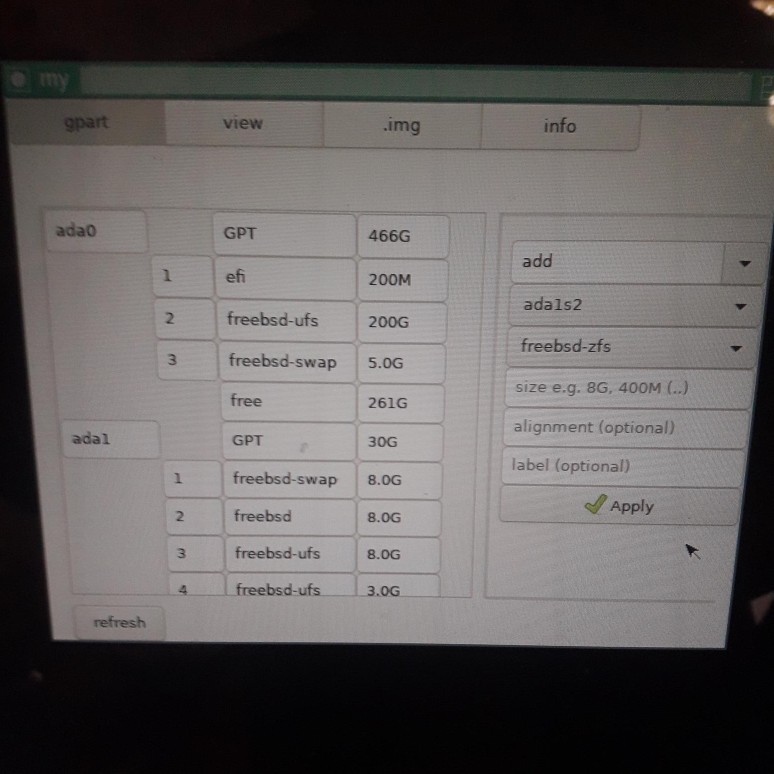 my
gpart view .img info
ada0 GPT 466G
1 efi 200M
2 freebsd-ufs 200G
3 freebsd-swap 5.0G
free 261G
ada1 GPT 30G
1 freebsd-swap 8.0G
2 freebsd 8.0G
3 freebsd-ufs 8.0G
4 freebsd-ufs 3.0G
refresh
add
ada1s2
freebsd-zfs
size e.g. 8G, 400M (..)
alignment (optional)
label (optional)
Apply